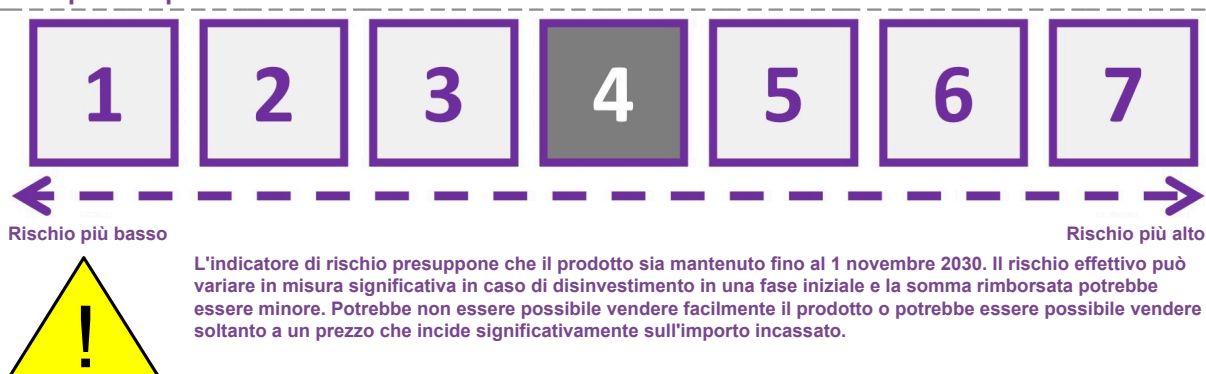 1 2 3 4 5 6 7
Rischio più basso Rischio più alto
L'indicatore di rischio presuppone che il prodotto sia mantenuto fino al 1 novembre 2030. Il rischio effettivo può
variare in misura significativa in caso di disinvestimento in una fase iniziale e la somma rimborsata potrebbe
essere minore. Potrebbe non essere possibile vendere facilmente il prodotto o potrebbe essere possibile vendere
soltanto a un prezzo che incide significativamente sull'importo incassato.
!